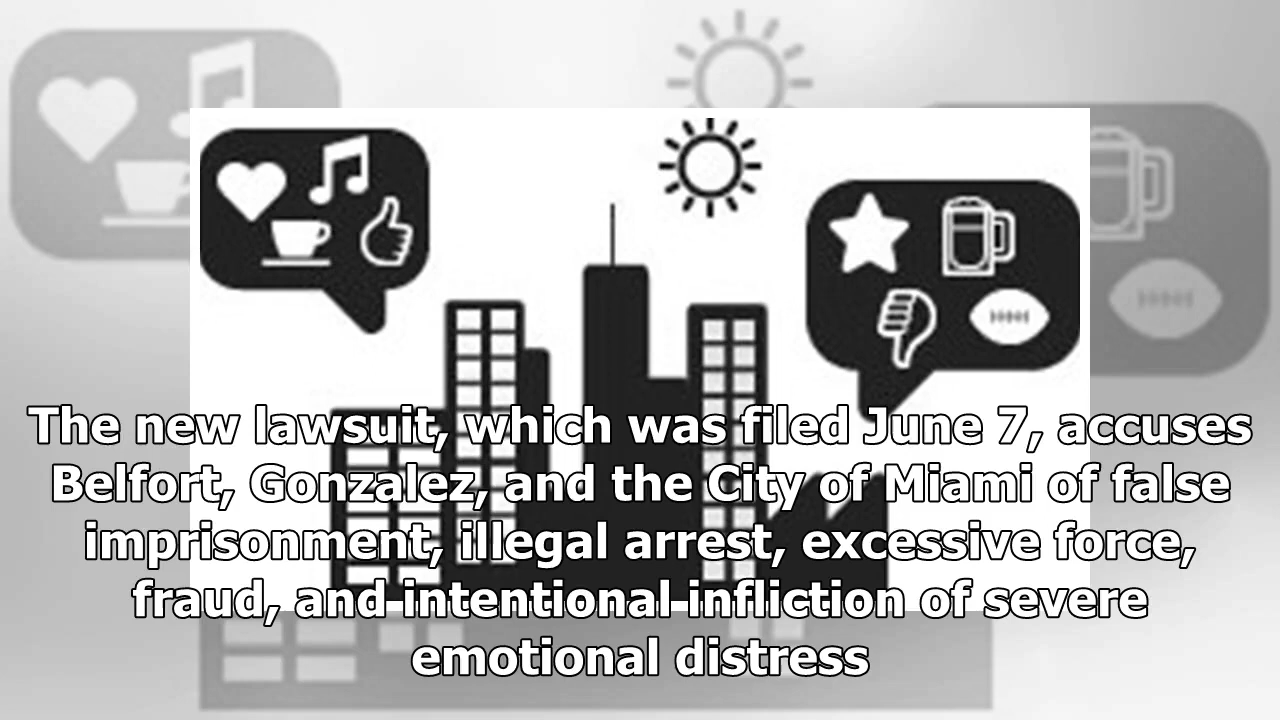 The new lawsuit, which was filed June 7, accuses
Belfort, Gonzalez, and the City of Miami of false
imprisonment, illegal arrest, excessive force,
fraud, and intentional infliction of severe
emotional distress